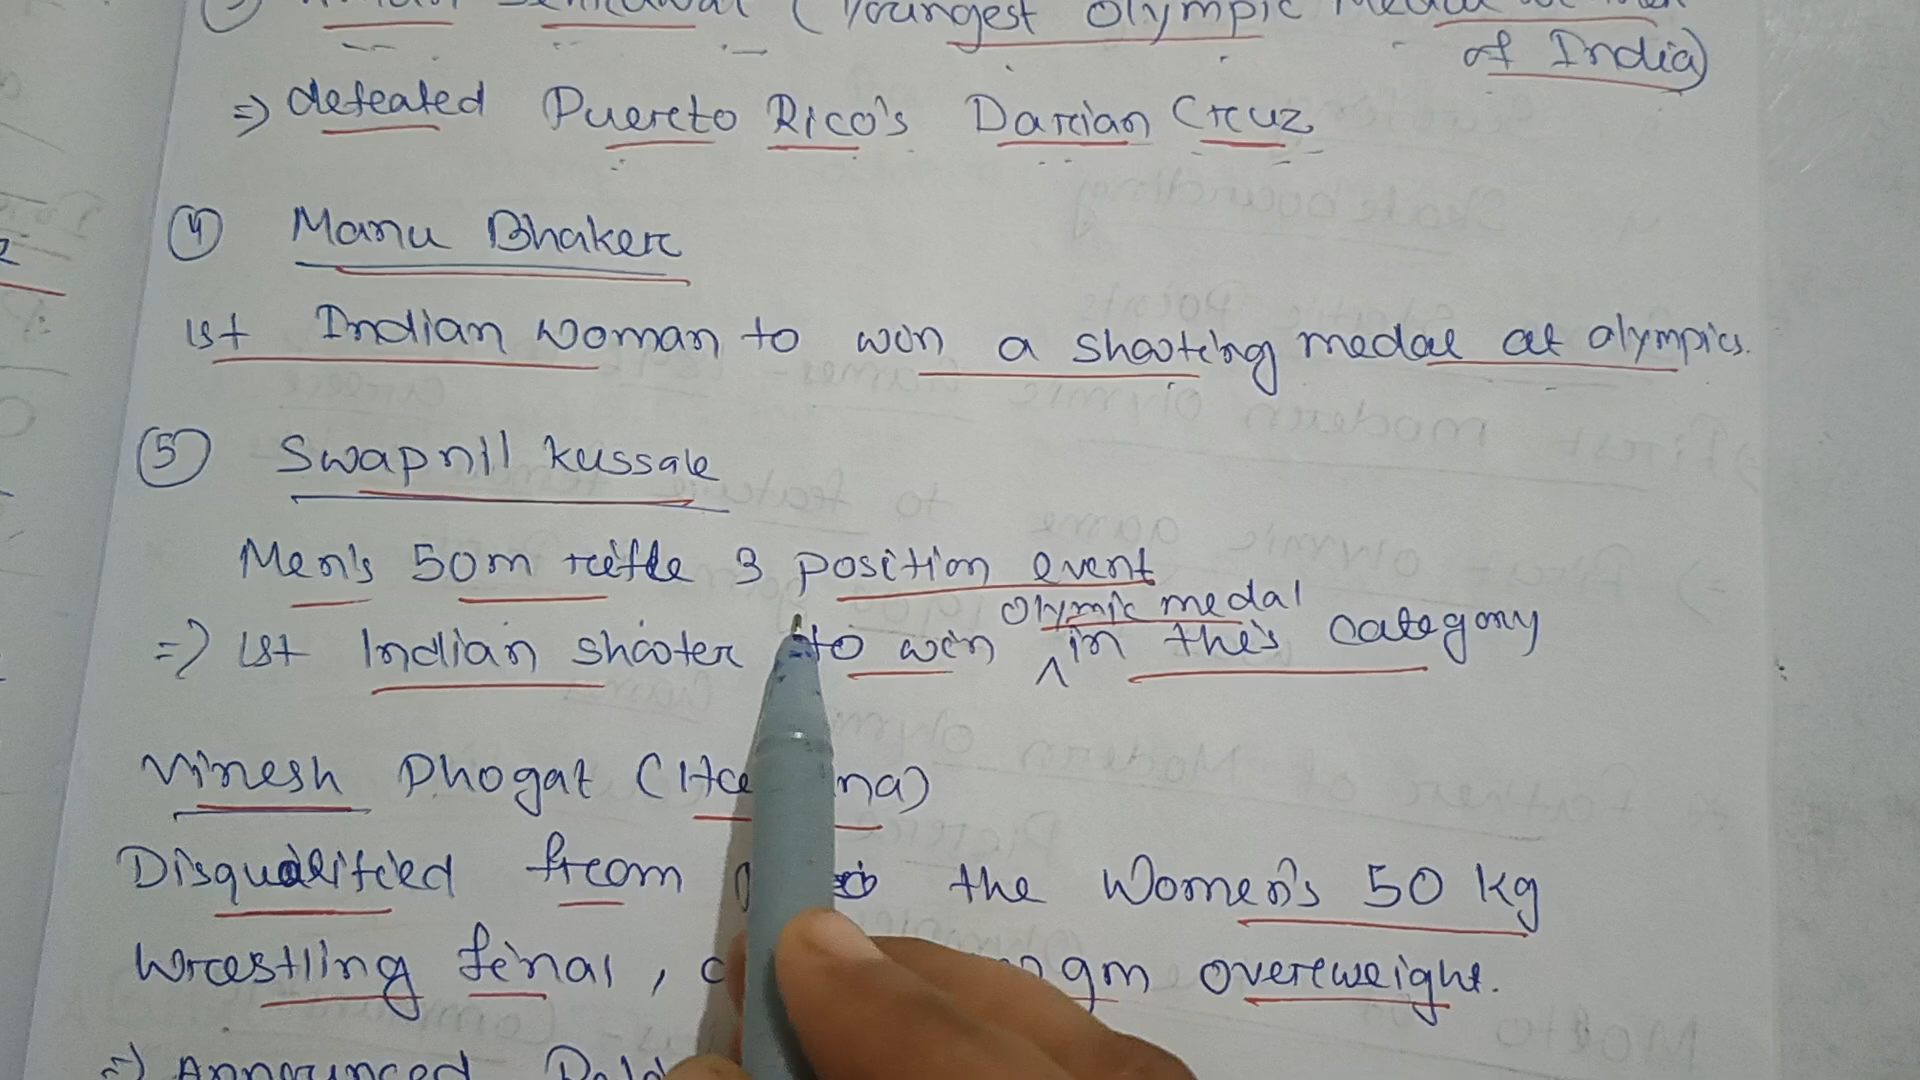 (Youngest Olympic
of India)
=) defeated Puerto Rico's Darian Cruz
④ Manu Bhaker
1st Indian woman to won a shooting medal at olympics.
⑤ Swapnil kussale
Men's 50m rifle 3 position event
Olymic medal
=) 1st Indian shooter to win ^ in this category
Vinesh Phogat
Disqualified from the Women's 50 kg
Wrestling final, gm overweight.
=) Announced